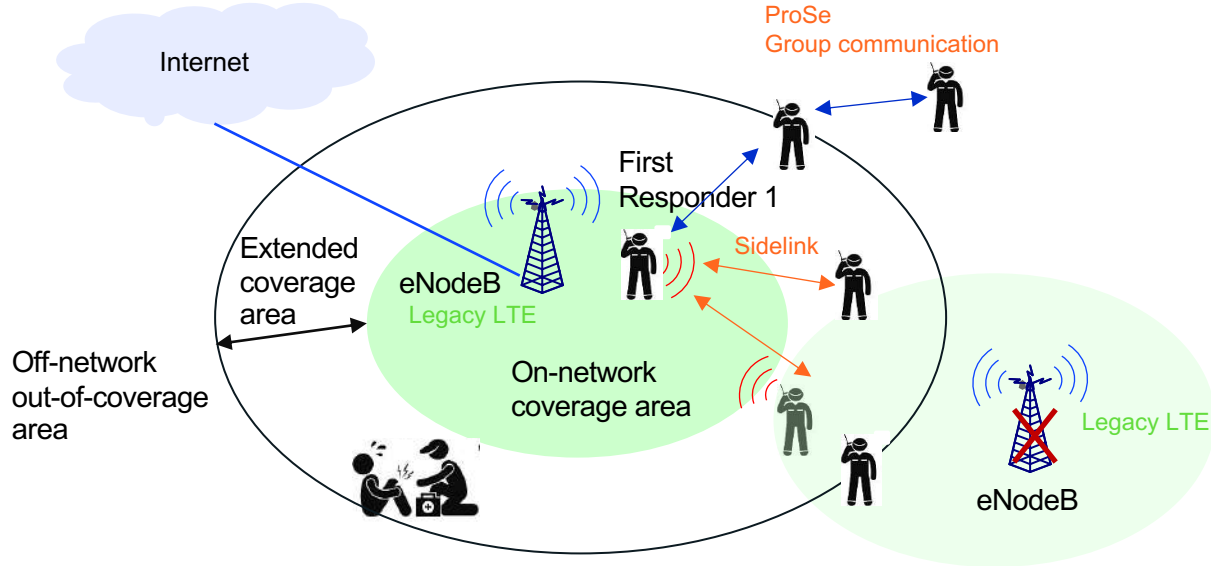 ProSe
Group communication
Internet
First
Responder 1
Sidelink
Extended
coverage
area
eNodeB
Legacy LTE
Off-network
out-of-coverage
area
On-network
coverage area
Legacy LTE
eNodeB